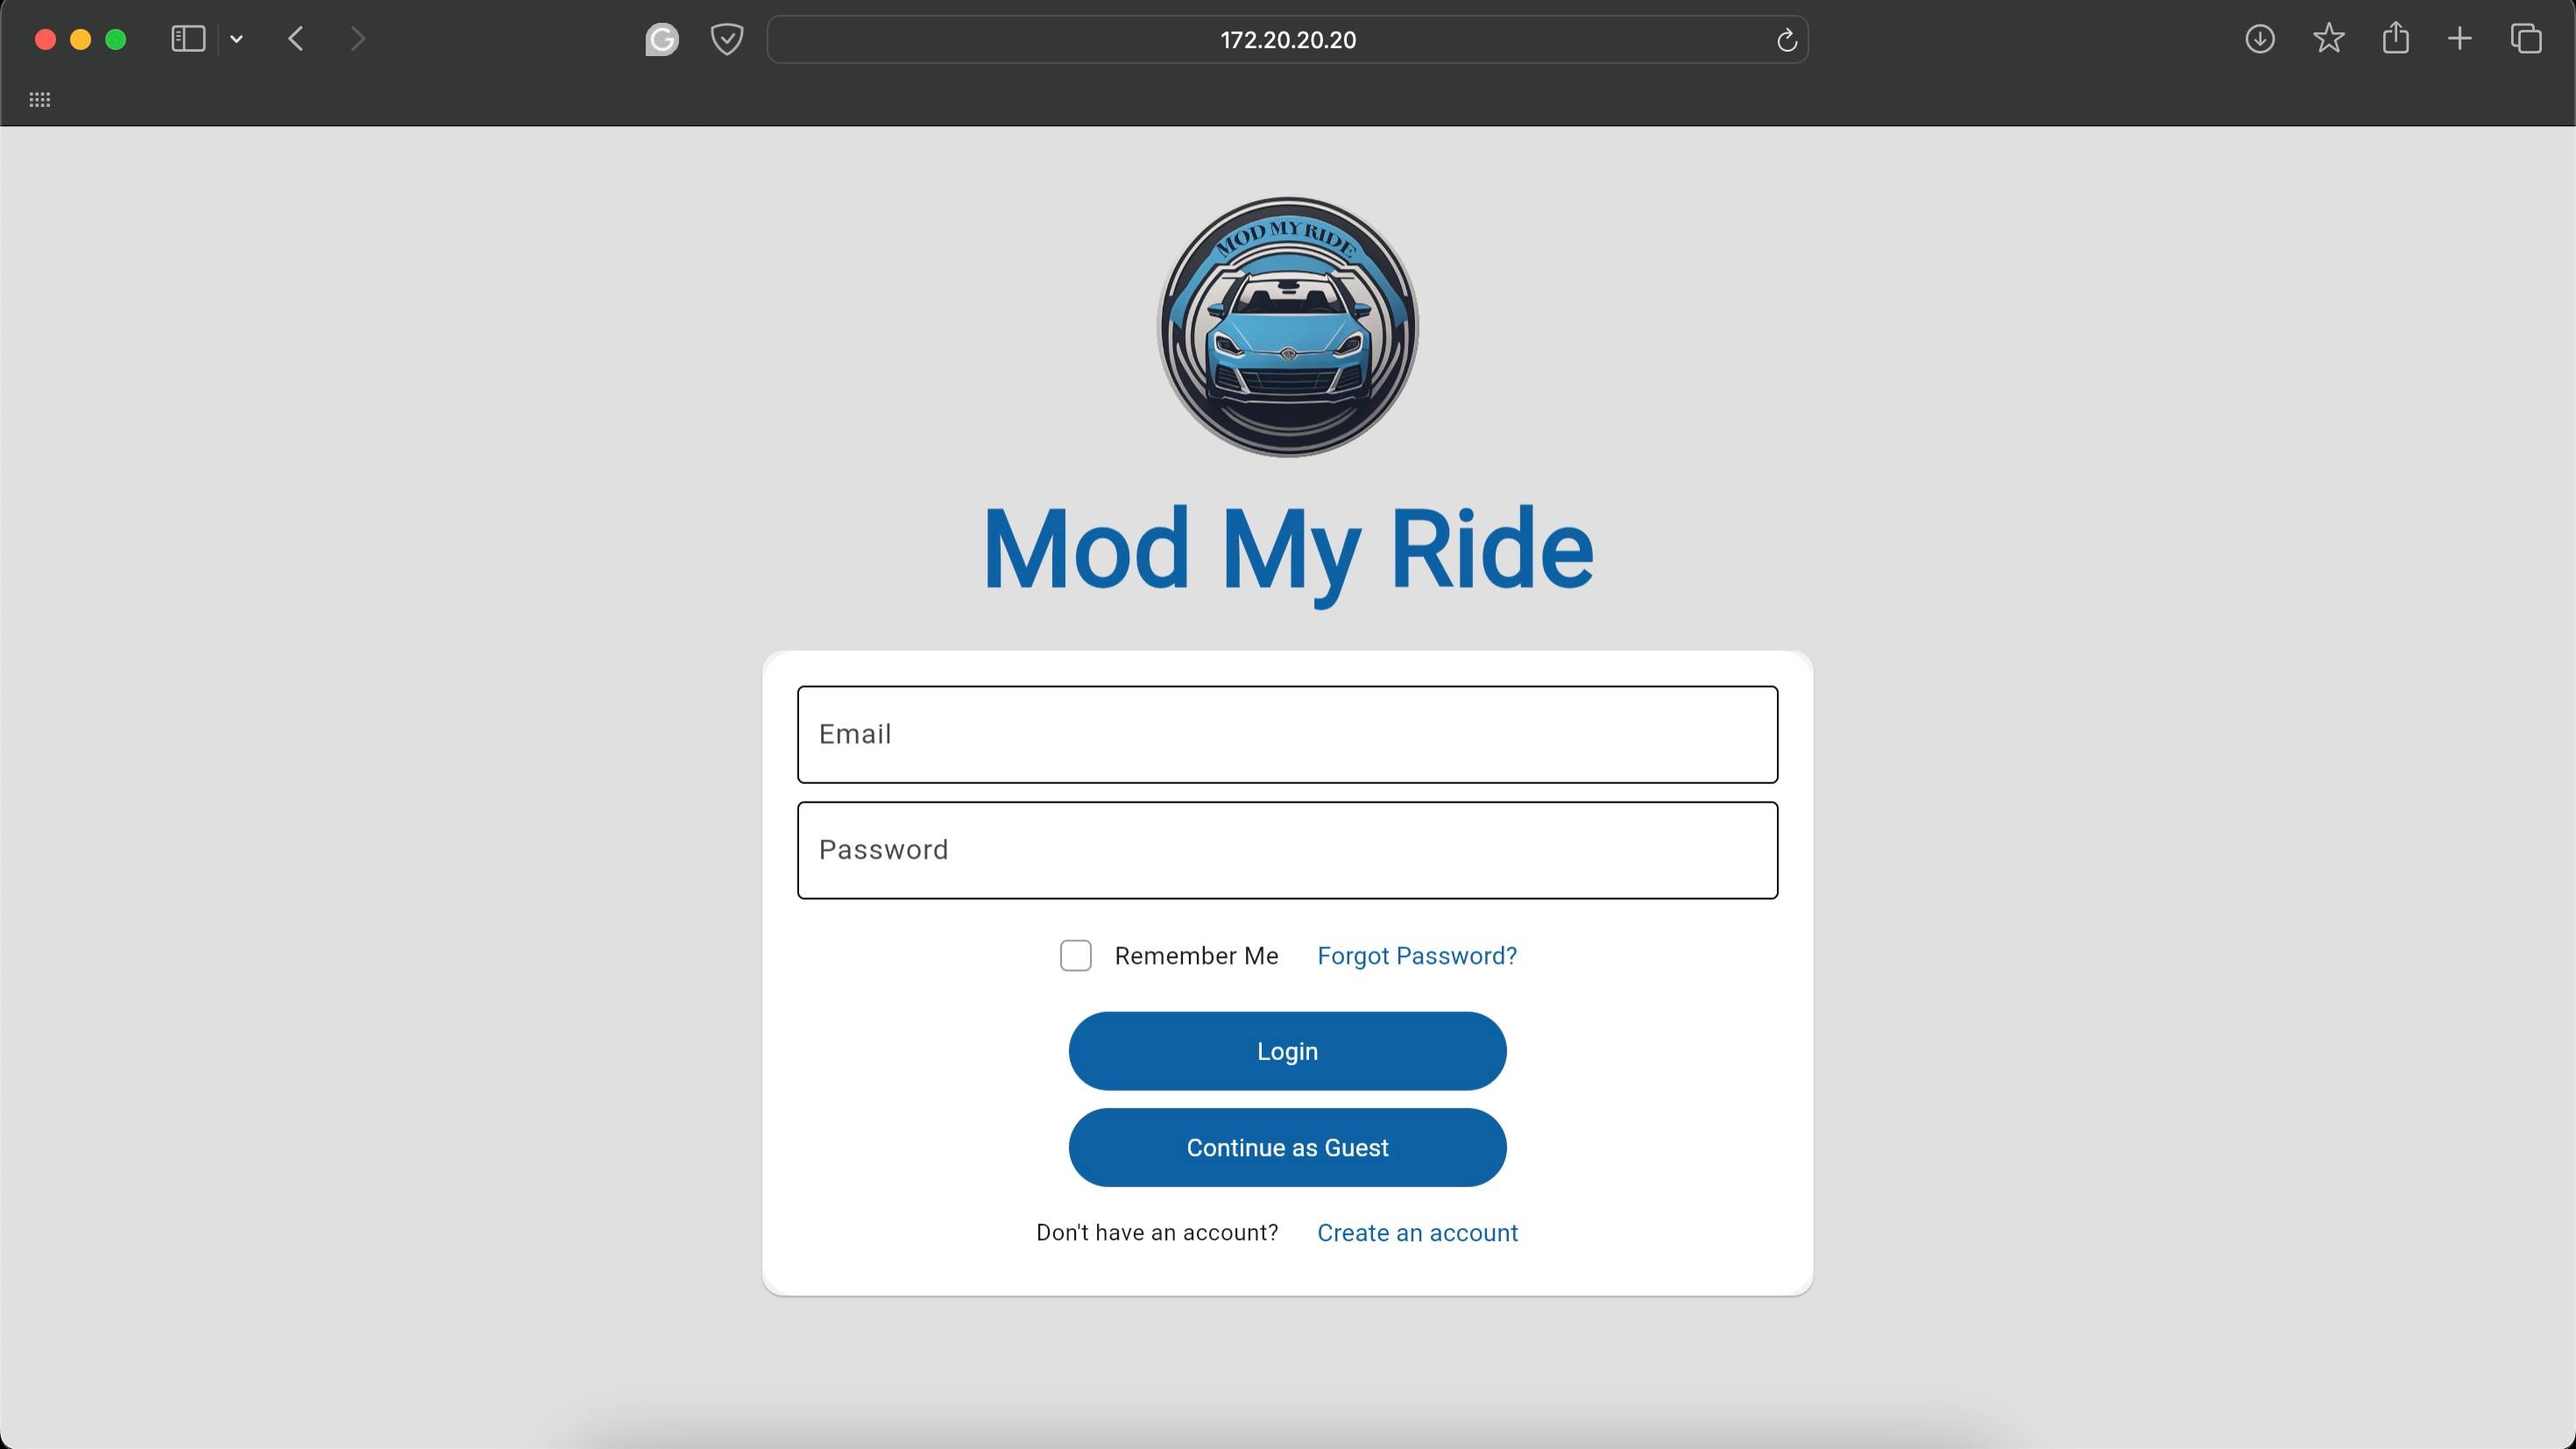 172.20.20.20
MOD MY RIDE
Mod My Ride
Email
Password
Remember Me Forgot Password?
Login
Continue as Guest
Don't have an account? Create an account